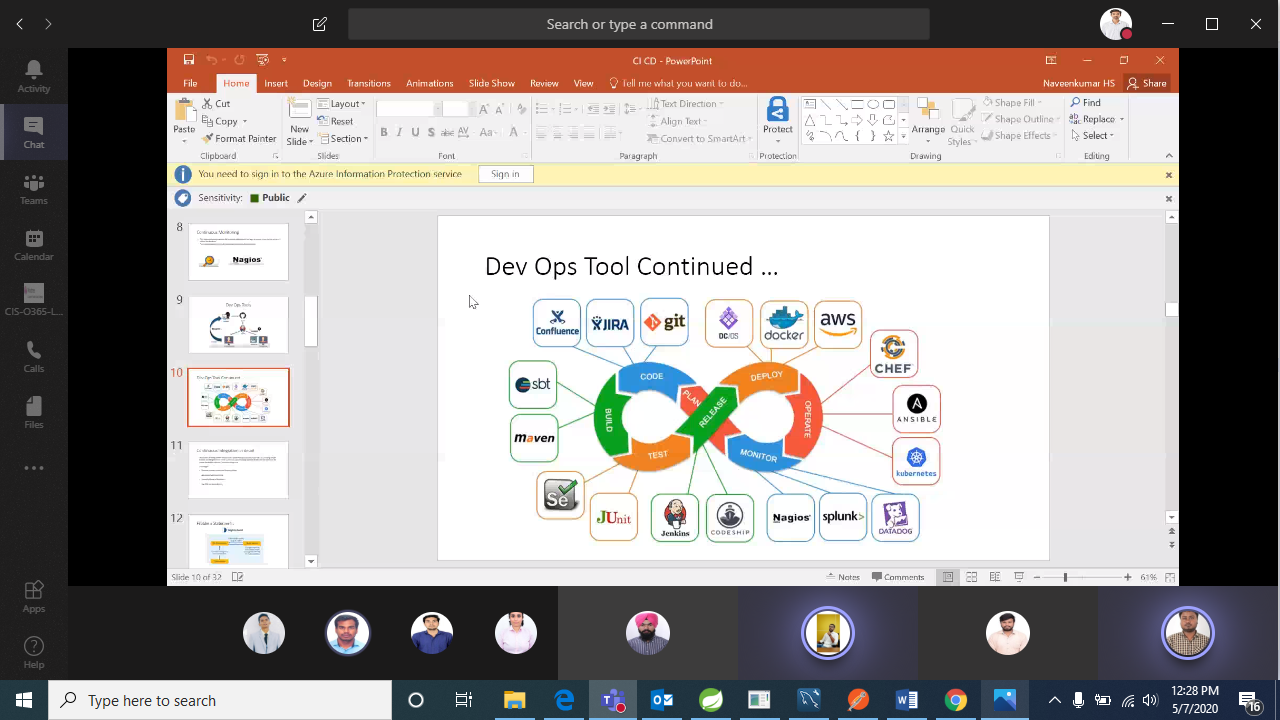 Search or type a command
Activity
Chat
Teams
Calendar
CIS-O365-L...
Calls
Files
Apps
Help
CI CD - PowerPoint
File Home Insert Design Transitions Animations Slide Show Review View Tell me what you want to do... Naveenkumar HS Share
Paste
Cut
Copy
Format Painter
Clipboard
New Slide
Layout
Reset
Section
Slides
B I U S abc AV Aa A
Font
Text Direction
Align Text
Convert to SmartArt
Paragraph
Protect
Protection
Arrange
Quick Styles
Shape Fill
Shape Outline
Shape Effects
Drawing
Find
Replace
Select
Editing
You need to sign in to the Azure Information Protection service Sign in
Sensitivity: Public
8
Continuous Monitoring
Nagios
9
Dev Ops Tools
10
Dev Ops Tool Continued ...
11
12
Dev Ops Tool Continued ...
Confluence
JIRA
git
DC/OS
docker
aws
CHEF
sbt
ANSIBLE
maven
kubernetes
CODE
PLAN
RELEASE
DEPLOY
OPERATE
BUILD
TEST
MONITOR
Se
JUnit
Jenkins
CODESHIP
Nagios
splunk>
DATADOG
Slide 10 of 32
Notes
Comments
61%
Type here to search
12:28 PM
5/7/2020
16